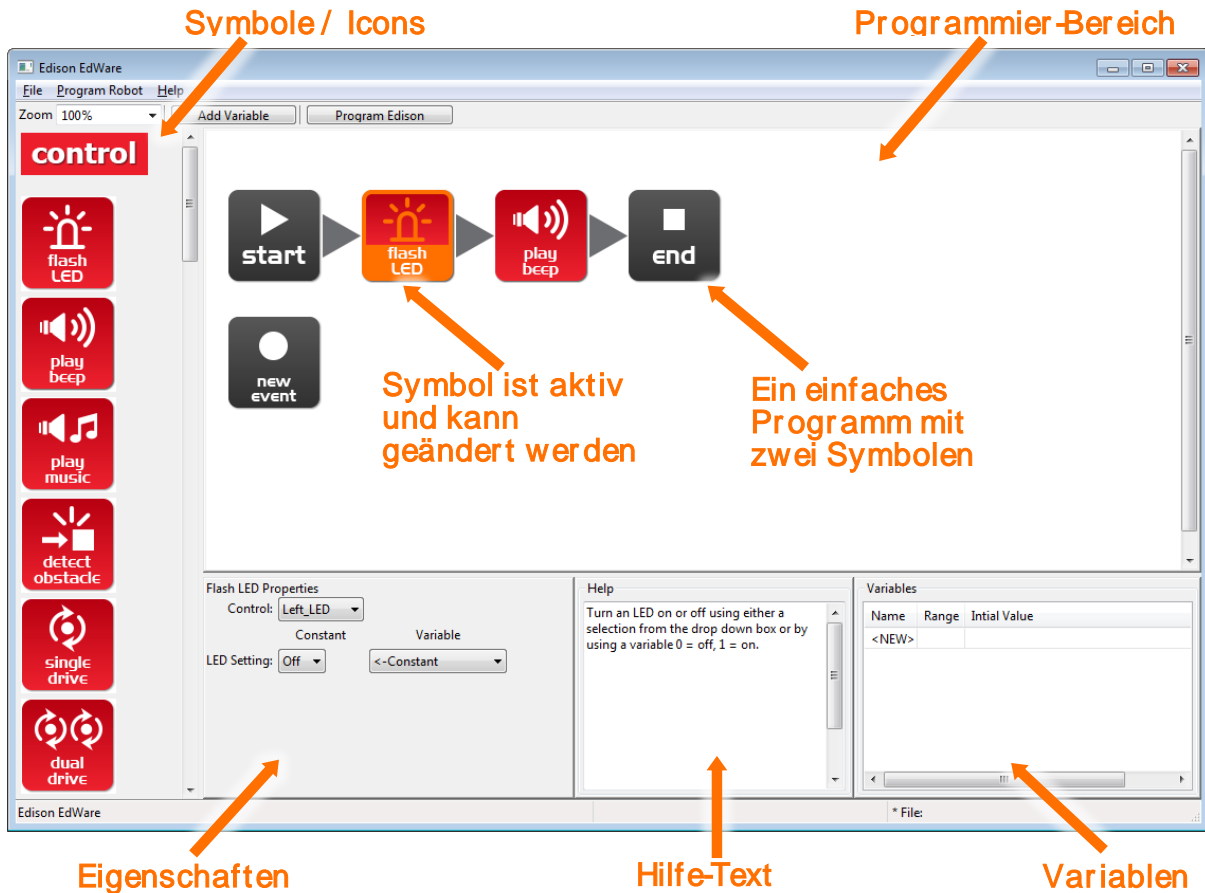 Symbole / Icons
Programmier-Bereich
Edison EdWare
File Program Robot Help
Zoom 100% Add Variable Program Edison
control
flash
LED
play
beep
play
music
detect
obstacle
single
drive
dual
drive
start
flash
LED
play
beep
end
new
event
Symbol ist aktiv
und kann
geändert werden
Ein einfaches
Programm mit
zwei Symbolen
Flash LED Properties
Control: Left_LED
Constant Variable
LED Setting: Off <-Constant
Help
Turn an LED on or off using either a
selection from the drop down box or by
using a variable 0 = off, 1 = on.
Variables
Name Range Intial Value
<NEW>
Edison EdWare
* File:
Eigenschaften
Hilfe-Text
Variablen